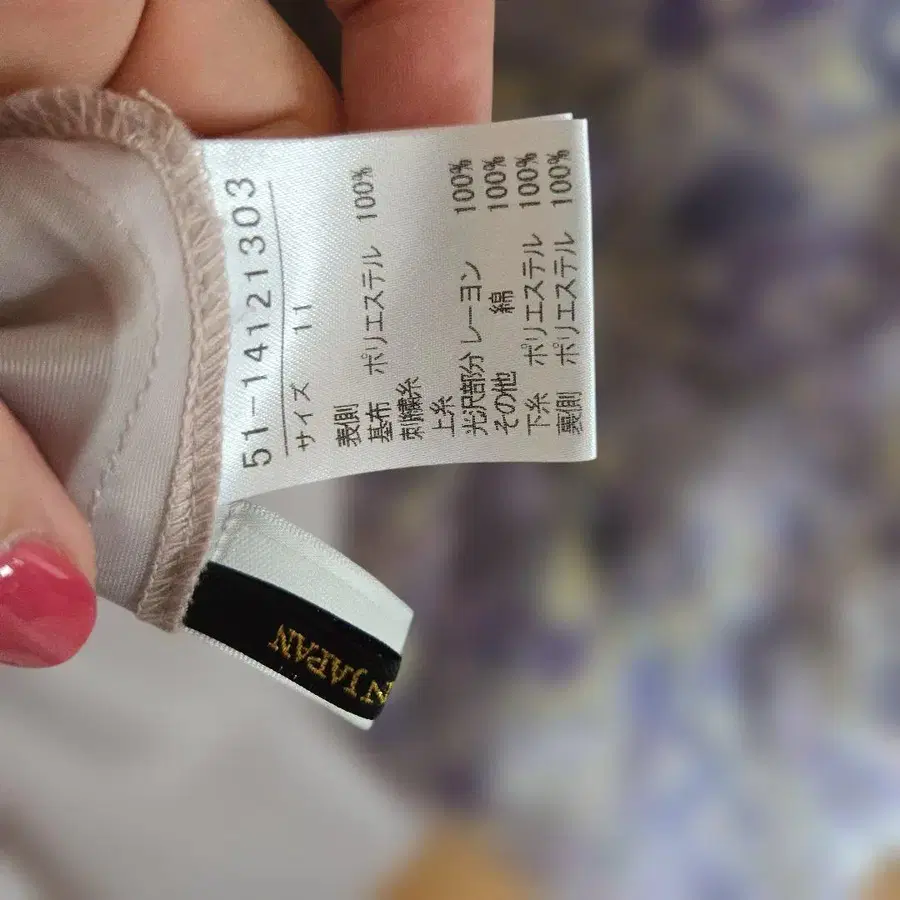 51-14121303
サイズ 11
表側
基布 ポリエステル 100%
刺繍糸
上糸
光沢部分 レーヨン 100%
その他 綿 100%
下糸 ポリエステル 100%
裏側 ポリエステル 100%
N JAPAN